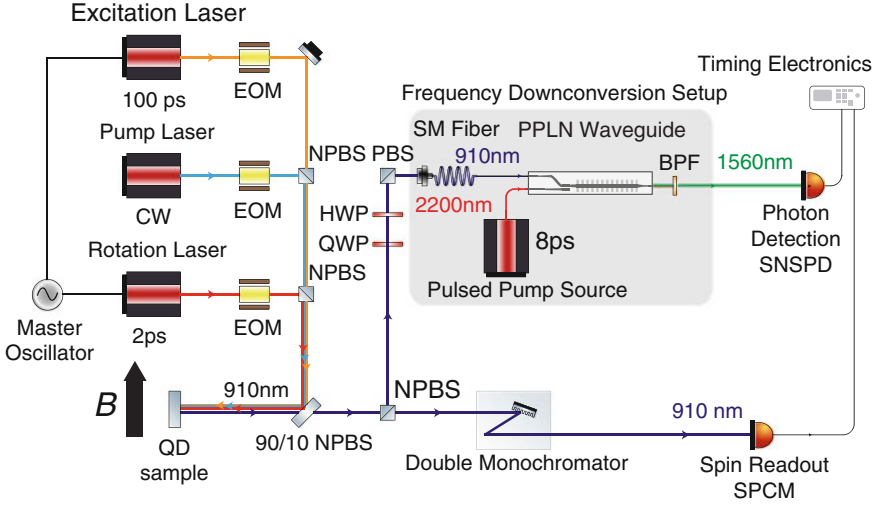 Excitation Laser
100 ps
EOM
Pump Laser
CW
EOM
NPBS
Rotation Laser
2ps
EOM
NPBS
Master
Oscillator
B
QD
sample
910nm
90/10 NPBS
HWP
QWP
PBS
NPBS
Frequency Downconversion Setup
SM Fiber
PPLN Waveguide
910nm
2200nm
8ps
Pulsed Pump Source
BPF
1560nm
Timing Electronics
Photon
Detection
SNSPD
Double Monochromator
910 nm
Spin Readout
SPCM